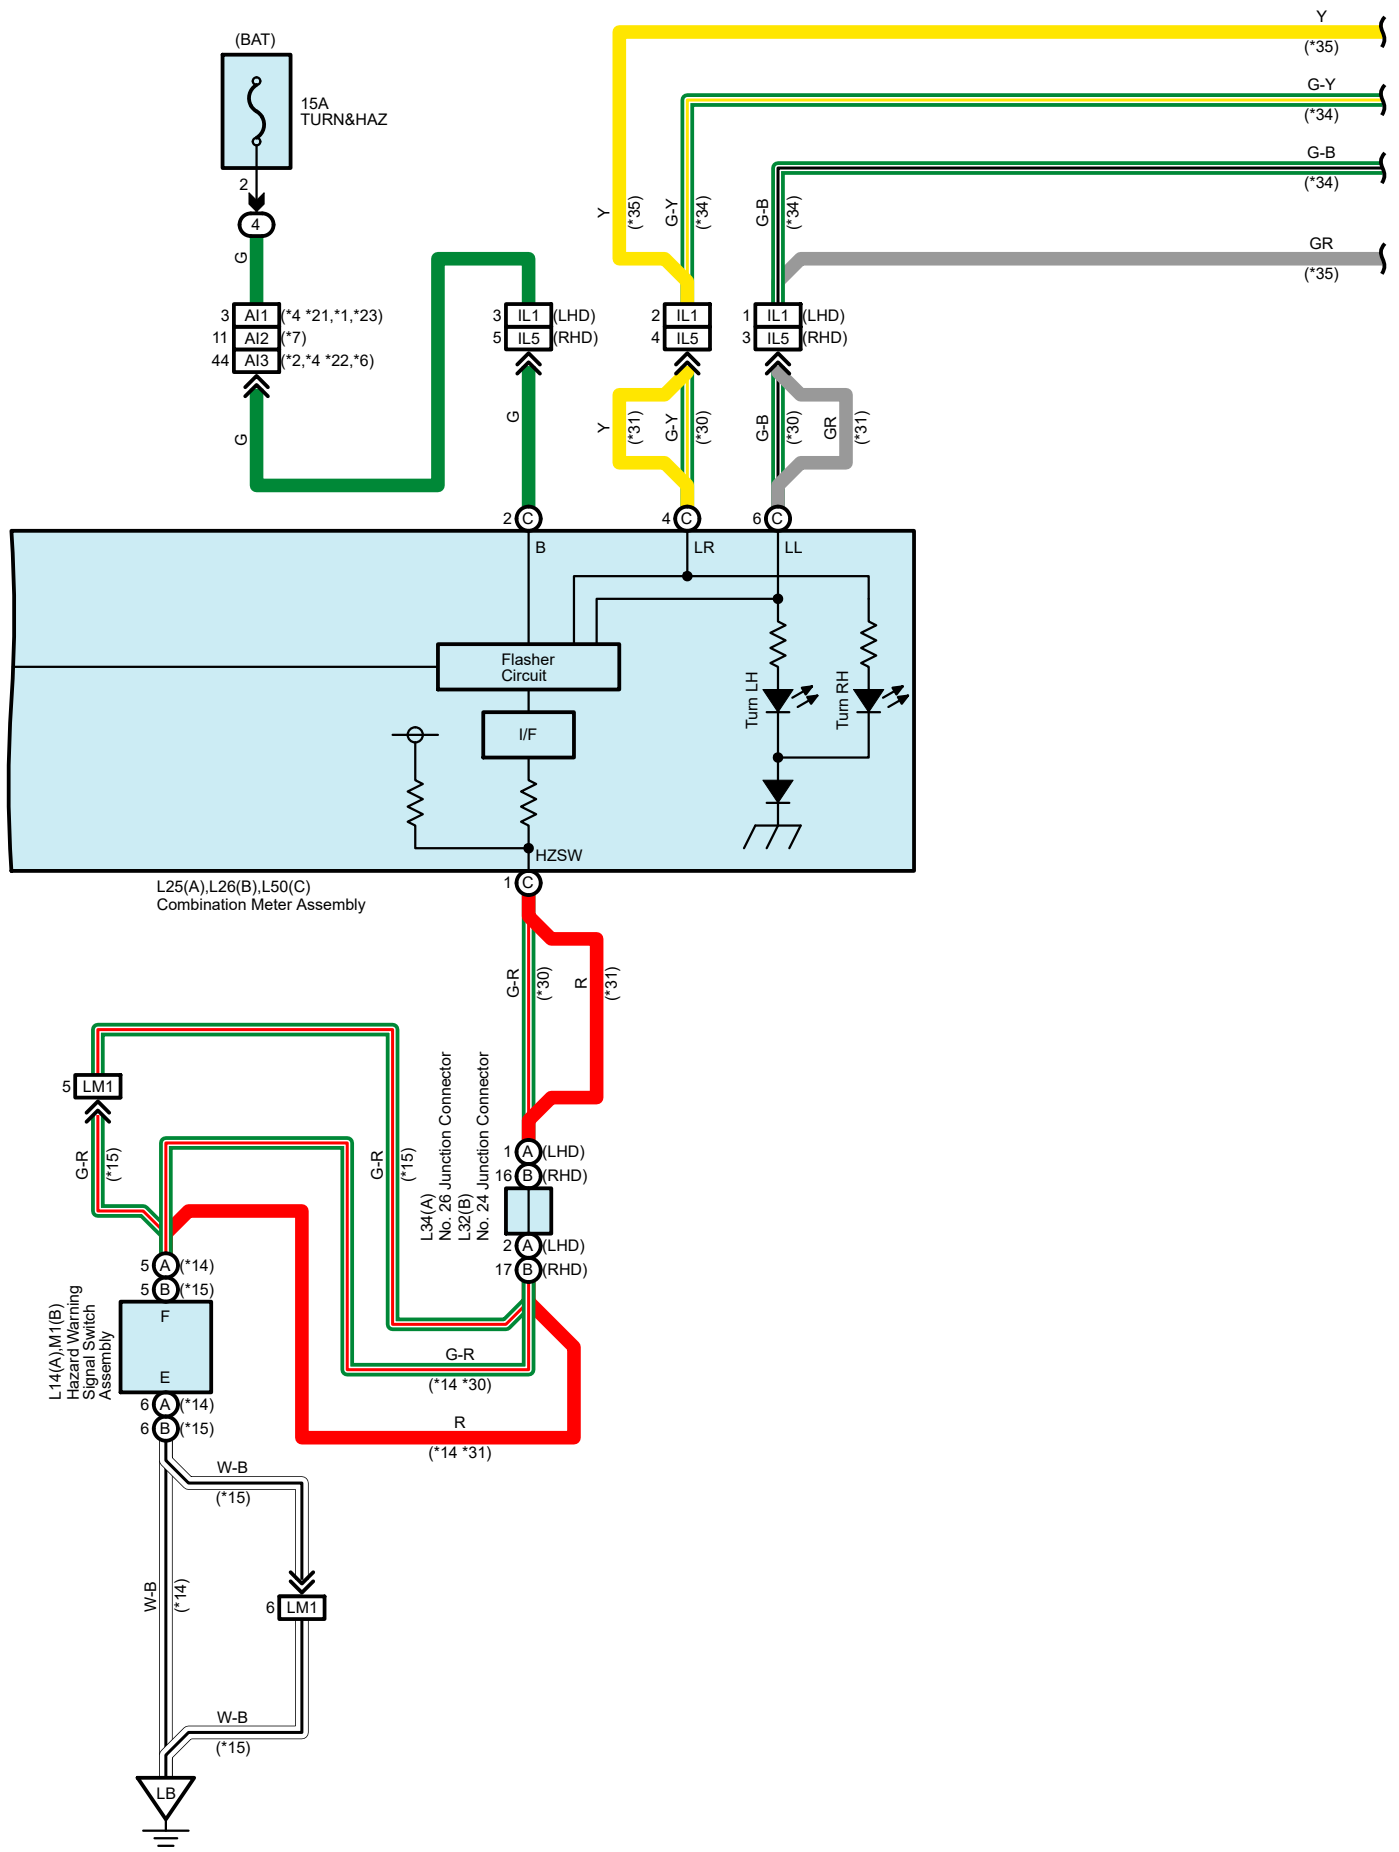 (BAT)
15A
TURN&HAZ
2
4
G
3 AI1 (*4 *21,*1,*23)
11 AI2 (*7)
44 AI3 (*2,*4 *22,*6)
G
Y
(*35)
G-Y
(*34)
G-B
(*34)
GR
(*35)
Y
(*35)
G-Y
(*34)
G-B
(*34)
3 IL1 (LHD)
5 IL5 (RHD)
2 IL1
4 IL5
1 IL1 (LHD)
3 IL5 (RHD)
G
Y
(*31)
G-Y
(*30)
G-B
(*30)
GR
(*31)
2 C
4 C
6 C
B
LR
LL
Flasher
Circuit
I/F
Turn LH
Turn RH
HZSW
1 C
L25(A),L26(B),L50(C)
Combination Meter Assembly
G-R
(*30)
R
(*31)
5 LM1
G-R
(*15)
G-R
(*15)
L34(A)
No. 26 Junction Connector
L32(B)
No. 24 Junction Connector
1 A (LHD)
16 B (RHD)
2 A (LHD)
17 B (RHD)
5 A (*14)
5 B (*15)
F
E
L14(A),M1(B)
Hazard Warning
Signal Switch
Assembly
6 A (*14)
6 B (*15)
G-R
(*14 *30)
R
(*14 *31)
W-B
(*15)
W-B
(*14)
6 LM1
W-B
(*15)
LB